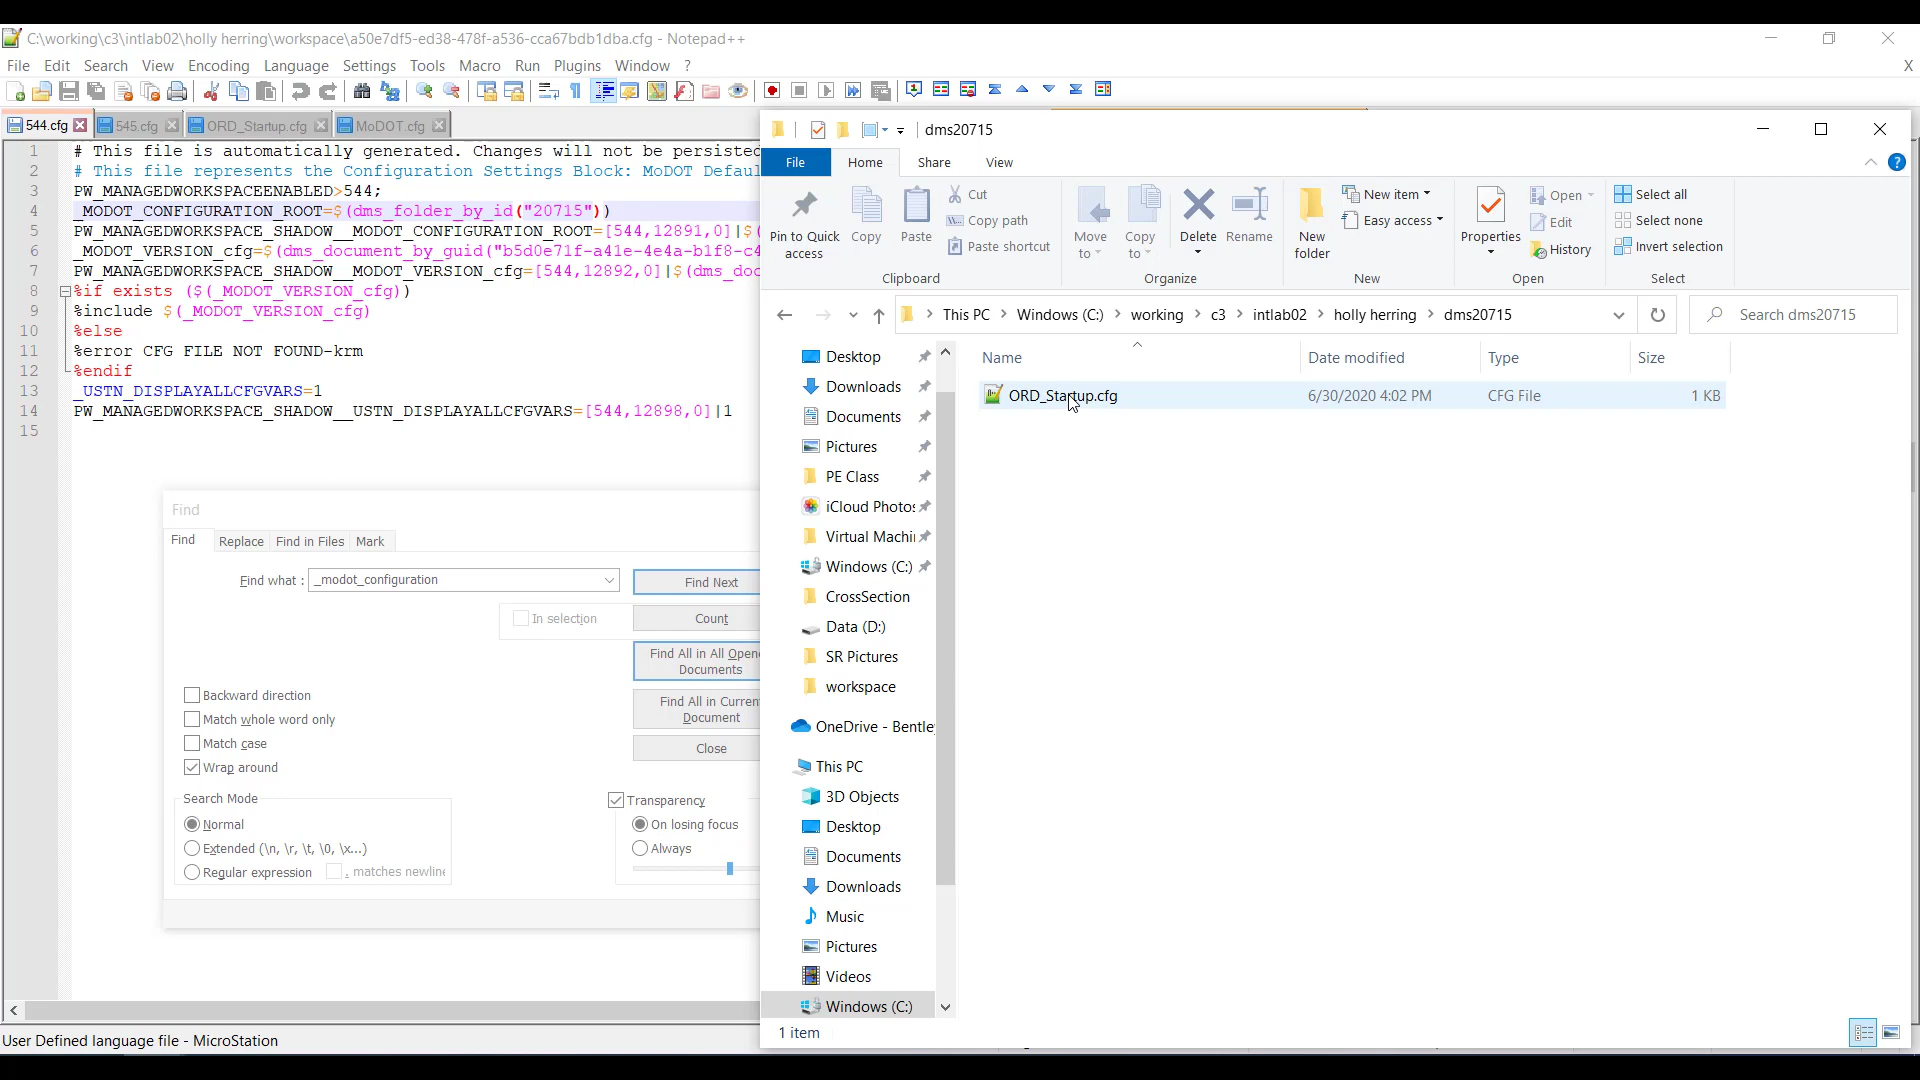 C:\working\c3\intlab02\holly herring\workspace\a50e7df5-ed38-478f-a536-cca67bdb1dba.cfg - Notepad++
File Edit Search View Encoding Language Settings Tools Macro Run Plugins Window ? X
544.cfg 545.cfg ORD_Startup.cfg MoDOT.cfg
1 # This file is automatically generated. Changes will not be persisted
2 # This file represents the Configuration Settings Block: MoDOT Defaul
3 PW_MANAGEDWORKSPACEENABLED>544;
4 _MODOT_CONFIGURATION_ROOT=$(dms_folder_by_id("20715"))
5 PW_MANAGEDWORKSPACE_SHADOW__MODOT_CONFIGURATION_ROOT=[544,12891,0]|$(
6 _MODOT_VERSION_cfg=$(dms_document_by_guid("b5d0e71f-a41e-4e4a-b1f8-c4
7 PW_MANAGEDWORKSPACE_SHADOW__MODOT_VERSION_cfg=[544,12892,0]|$(dms_doc
8 %if exists ($(_MODOT_VERSION_cfg))
9 %include $(_MODOT_VERSION_cfg)
10 %else
11 %error CFG FILE NOT FOUND-krm
12 %endif
13 _USTN_DISPLAYALLCFGVARS=1
14 PW_MANAGEDWORKSPACE_SHADOW__USTN_DISPLAYALLCFGVARS=[544,12898,0]|1
15
Find
Find Replace Find in Files Mark
Find what : _modot_configuration
Find Next
In selection
Count
Find All in All Opene
Documents
Find All in Curren
Document
Close
Backward direction
Match whole word only
Match case
Wrap around
Search Mode
Normal
Extended (\n, \r, \t, \0, \x...)
Regular expression
. matches newline
Transparency
On losing focus
Always
User Defined language file - MicroStation
dms20715
File Home Share View
Pin to Quick
access
Copy
Paste
Cut
Copy path
Paste shortcut
Clipboard
Move
to
Copy
to
Delete
Rename
Organize
New
folder
New item
Easy access
New
Properties
Open
Edit
History
Open
Select all
Select none
Invert selection
Select
This PC Windows (C:) working c3 intlab02 holly herring dms20715
Search dms20715
Name Date modified Type Size
ORD_Startup.cfg 6/30/2020 4:02 PM CFG File 1 KB
Desktop
Downloads
Documents
Pictures
PE Class
iCloud Photos
Virtual Machi
Windows (C:)
CrossSection
Data (D:)
SR Pictures
workspace
OneDrive - Bentle
This PC
3D Objects
Desktop
Documents
Downloads
Music
Pictures
Videos
Windows (C:)
1 item